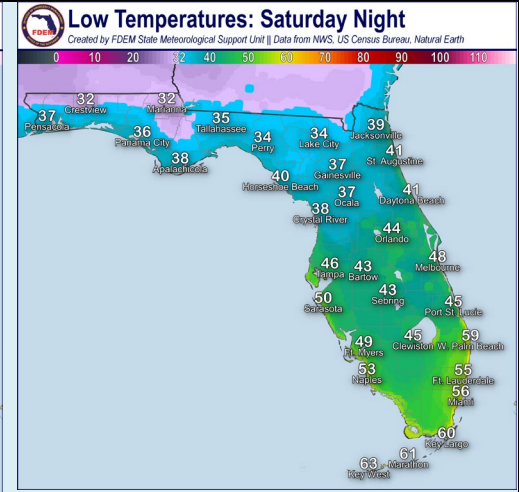 FDEM
Low Temperatures: Saturday Night
Created by FDEM State Meteorological Support Unit || Data from NWS, US Census Bureau, Natural Earth
0 10 20 32 40 50 60 70 80 90 100 110
32
Crestview
32
Marianna
37
Pensacola
36
Panama City
35
Tallahassee
38
Apalachicola
34
Perry
34
Lake City
39
Jacksonville
41
St. Augustine
37
Gainesville
40
Horseshoe Beach
37
Ocala
41
Daytona Beach
38
Crystal River
44
Orlando
46
Tampa
43
Bartow
48
Melbourne
50
Sarasota
43
Sebring
45
Port St. Lucie
49
Ft. Myers
45
Clewiston
59
W. Palm Beach
53
Naples
55
Ft. Lauderdale
56
Miami
60
Key Largo
61
Marathon
63
Key West